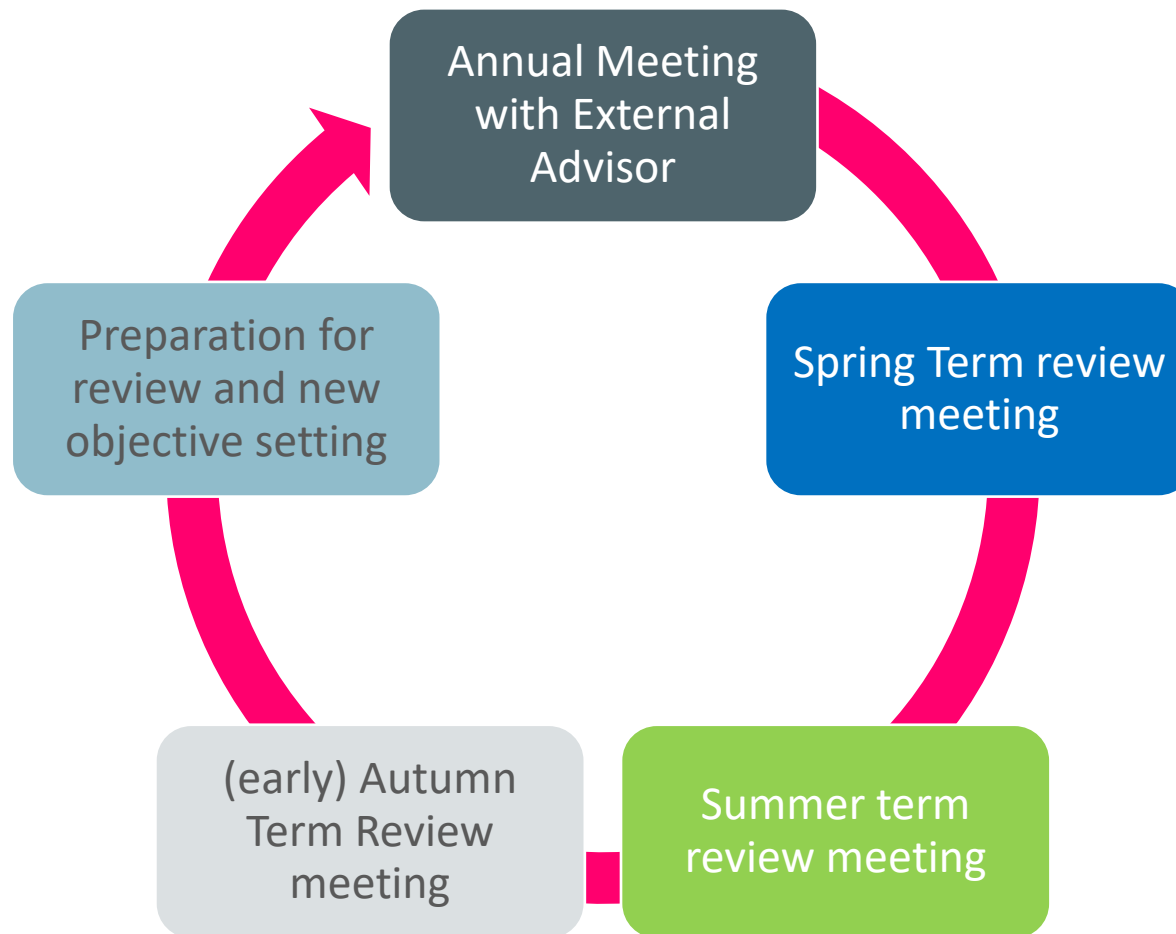 Annual Meeting
with External
Advisor
Spring Term review
meeting
Summer term
review meeting
(early) Autumn
Term Review
meeting
Preparation for
review and new
objective setting